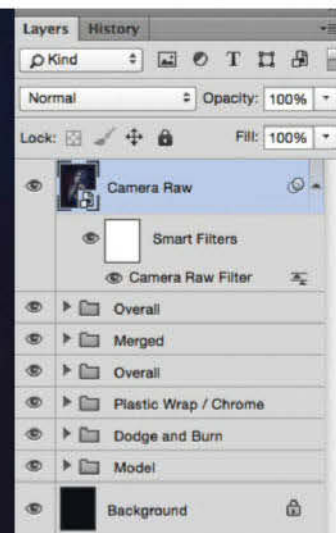 Layers History
Kind T
Normal Opacity: 100%
Lock: Fill: 100%
Camera Raw
Smart Filters
Camera Raw Filter
Overall
Merged
Overall
Plastic Wrap / Chrome
Dodge and Burn
Model
Background